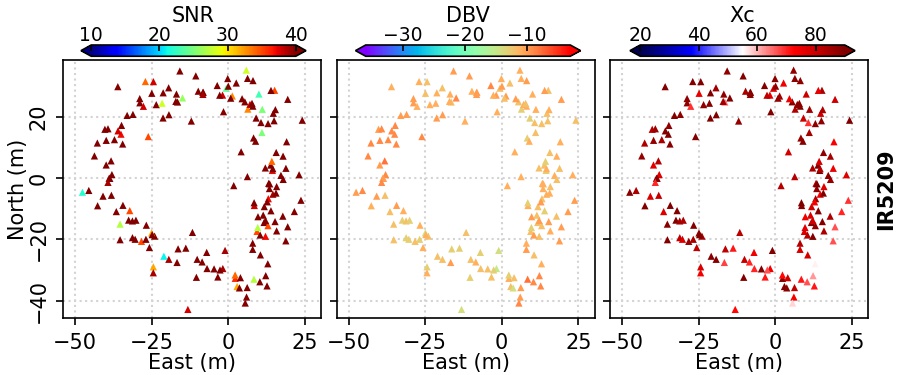 SNR DBV Xc
10 20 30 40 −30 −20 −10 20 40 60 80
North (m)
20
0
−20
−40
IR5209
−50 −25 0 25 −50 −25 0 25 −50 −25 0 25
East (m) East (m) East (m)